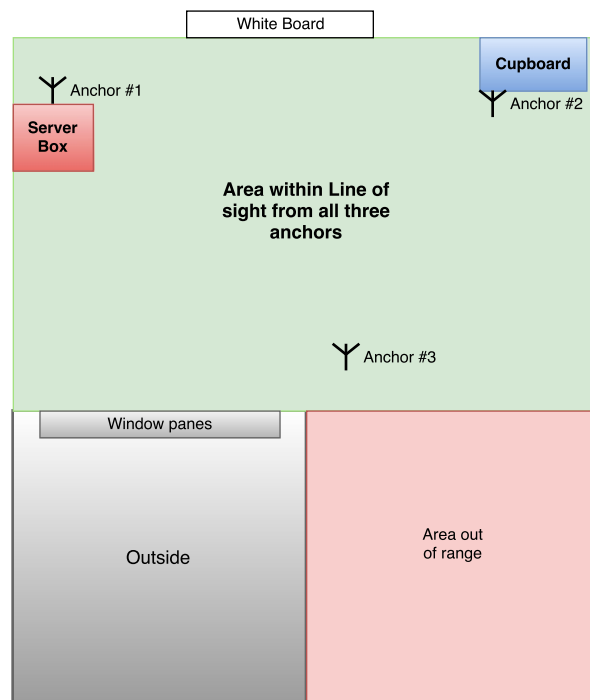 White Board
Cupboard
Anchor #1
Anchor #2
Server
Box
Area within Line of
sight from all three
anchors
Anchor #3
Window panes
Area out
of range
Outside